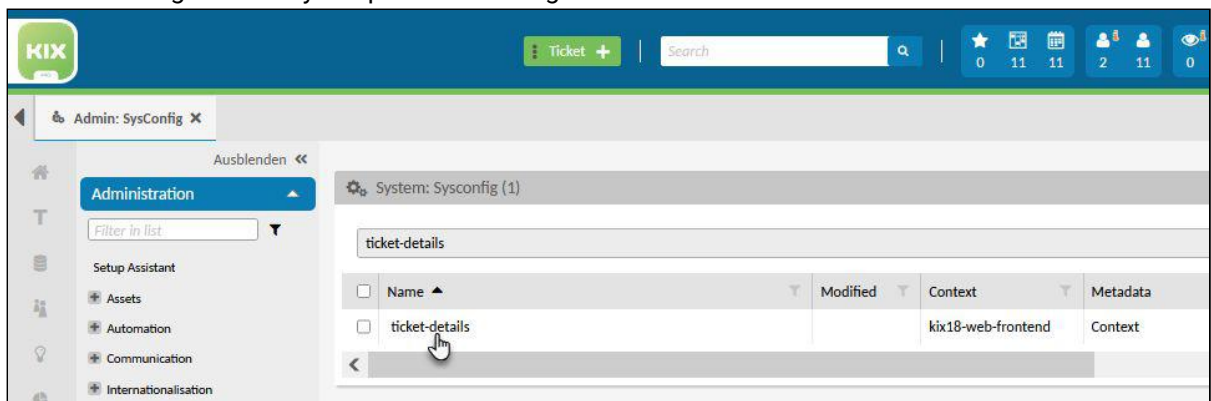 KIX
PRO
Ticket
Search
0 11 11 2 11 0
Admin: SysConfig
Ausblenden
Administration
System: Sysconfig (1)
Filter in list
ticket-details
Setup Assistant
Name Modified Context Metadata
Assets
ticket-details kix18-web-frontend Context
Automation
Communication
Internationalisation